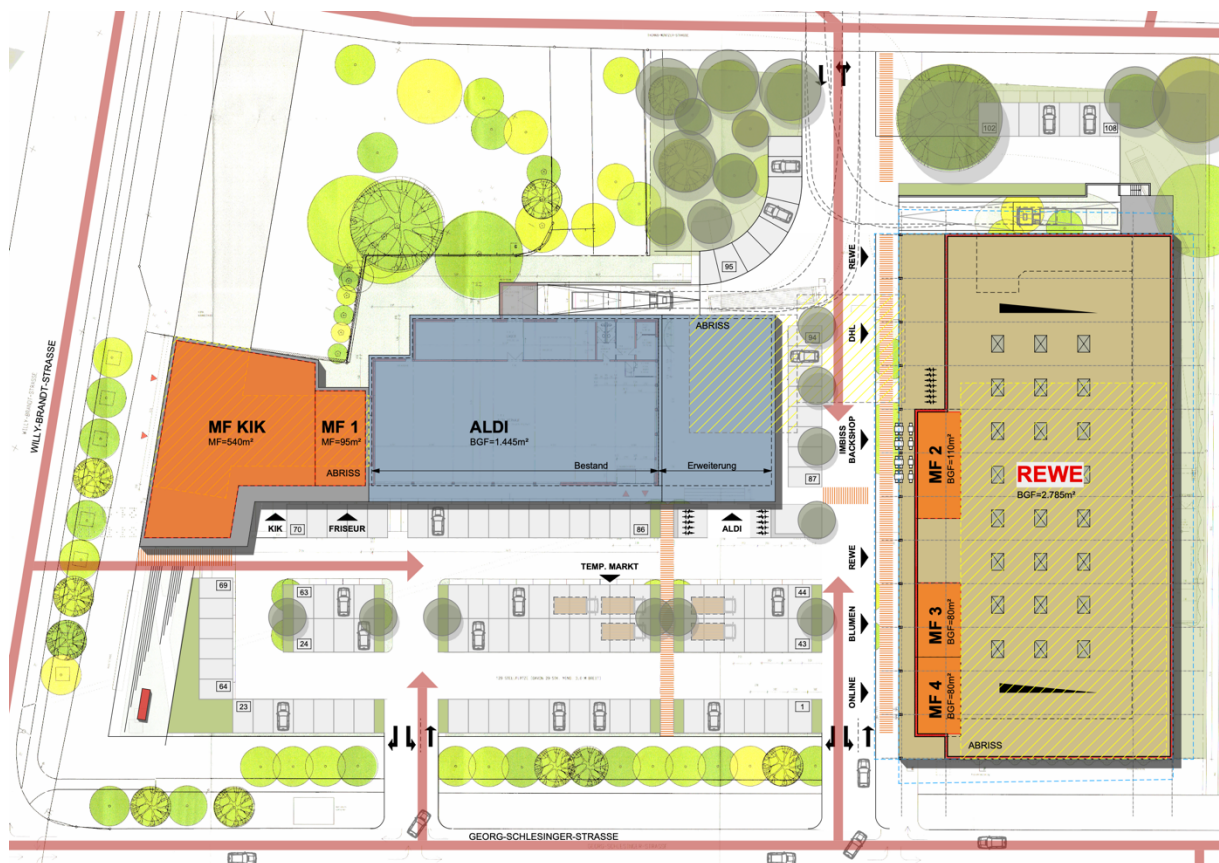 102
108
REWE
95
ABRISS
94
DHL
WILLY-BRANDT-STRASSE
MF KIK
MF=540m²
MF 1
MF=95m²
ABRISS
ALDI
BGF=1.445m²
Bestand
Erweiterung
IMBISS
BACKSHOP
MF 2
BGF=110m²
REWE
BGF=2.785m²
87
KIK
70
FRISEUR
86
ALDI
REWE
TEMP. MARKT
69
63
44
24
43
BLUMEN
MF 3
BGF=80m²
64
23
1
ONLINE
MF 4
BGF=80m²
ABRISS
GEORG-SCHLESINGER-STRASSE